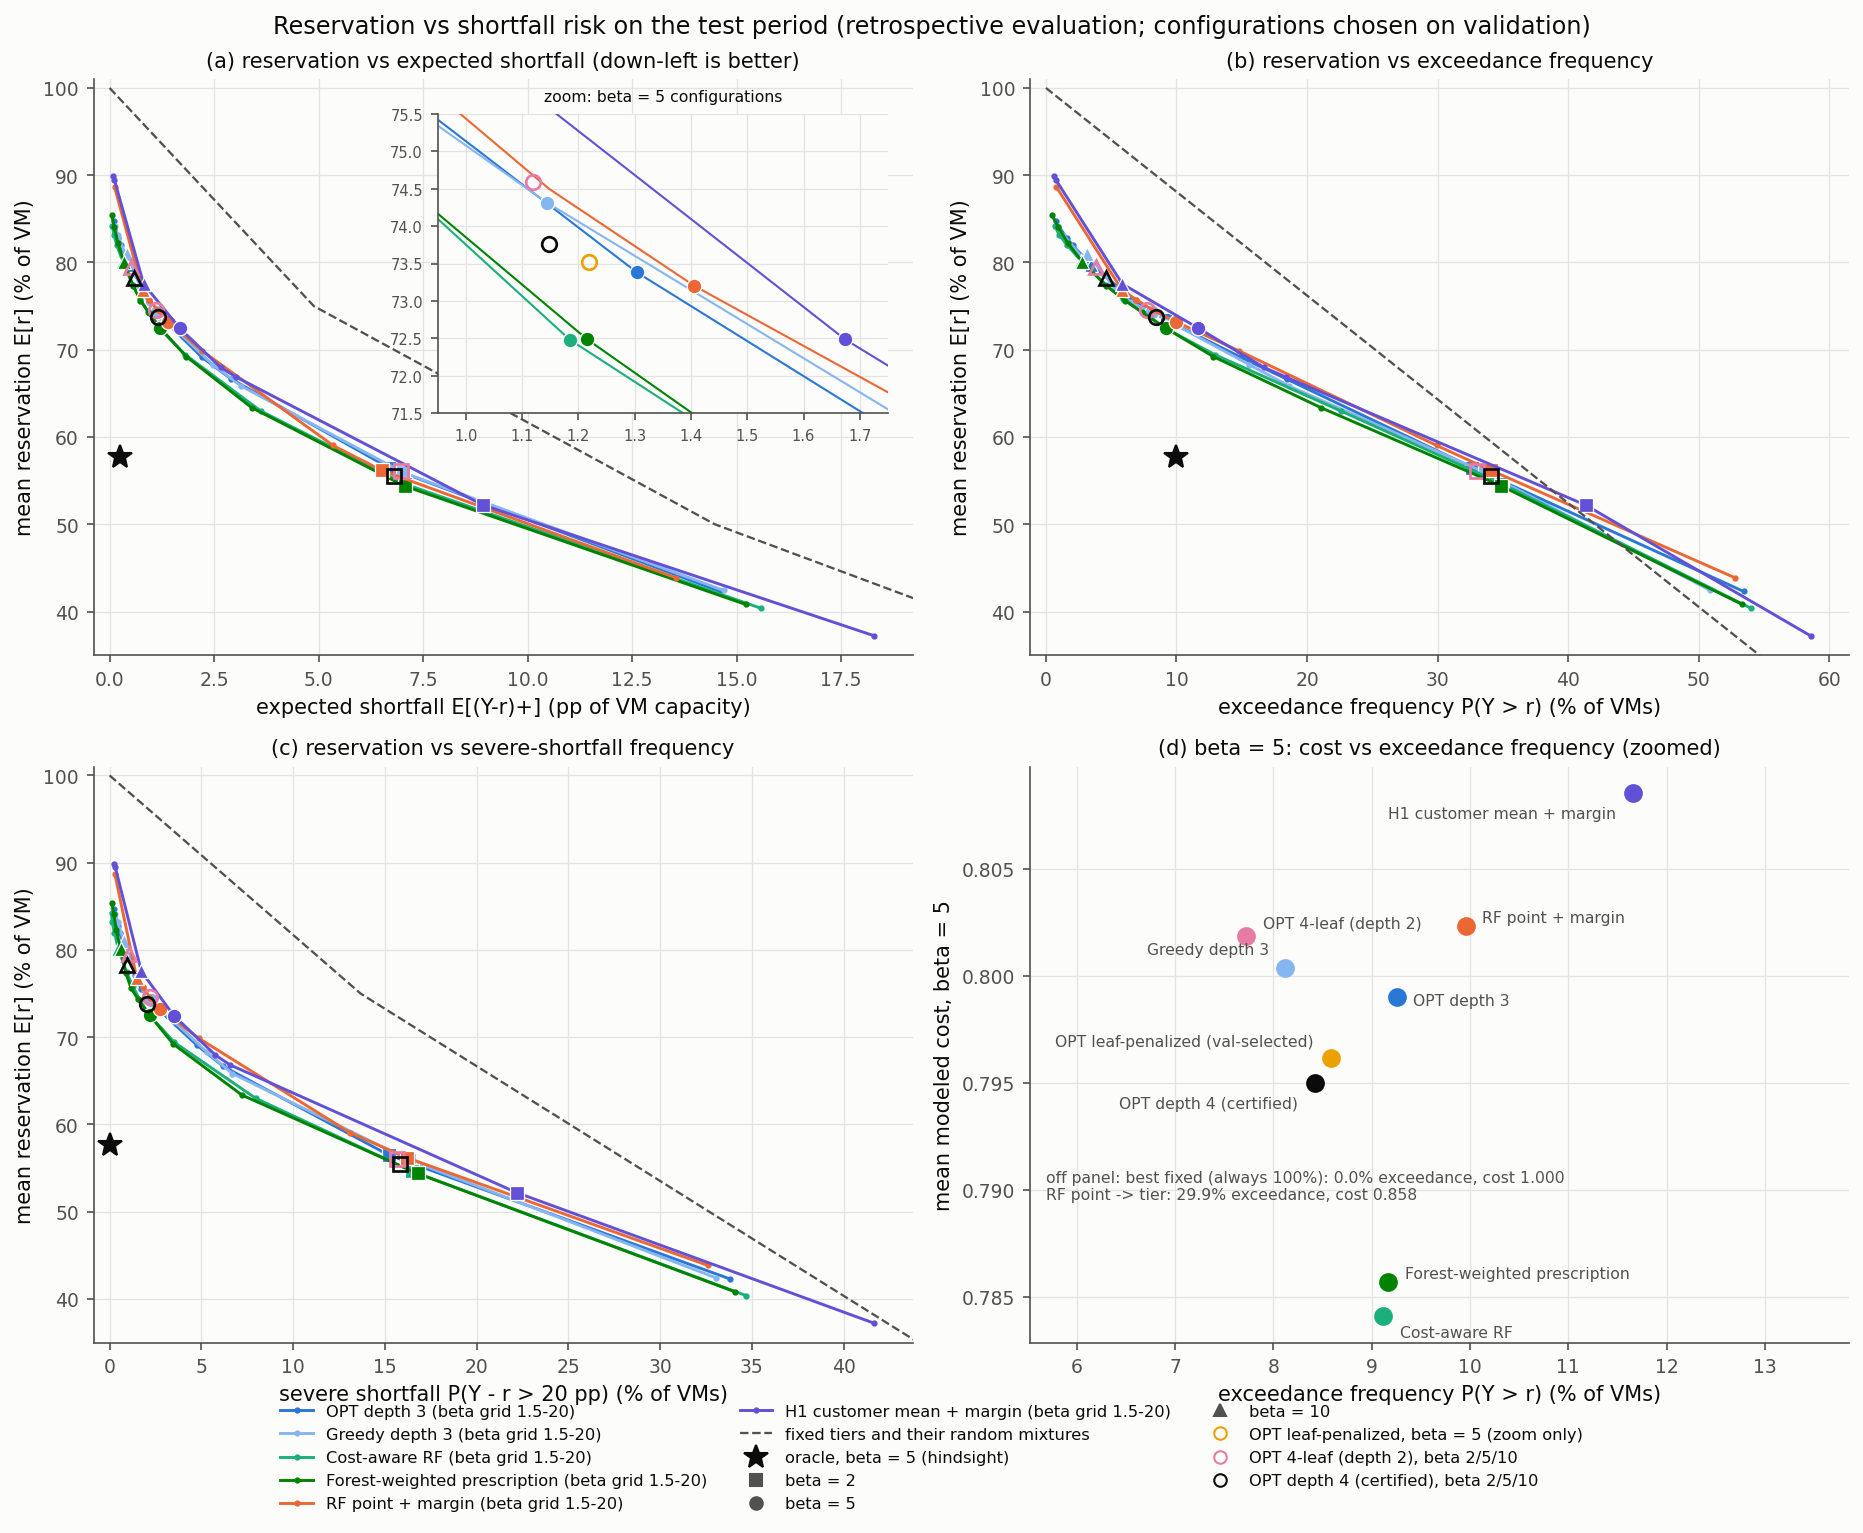 Reservation vs shortfall risk on the test period (retrospective evaluation; configurations chosen on validation)
(a) reservation vs expected shortfall (down-left is better)
zoom: beta = 5 configurations
75.5
75.0
74.5
74.0
73.5
73.0
72.5
72.0
71.5
1.0
1.1
1.2
1.3
1.4
1.5
1.6
1.7
100
90
80
70
60
50
40
mean reservation E[r] (% of VM)
0.0
2.5
5.0
7.5
10.0
12.5
15.0
17.5
expected shortfall E[(Y-r)+] (pp of VM capacity)
(b) reservation vs exceedance frequency
100
90
80
70
60
50
40
mean reservation E[r] (% of VM)
0
10
20
30
40
50
60
exceedance frequency P(Y > r) (% of VMs)
(c) reservation vs severe-shortfall frequency
100
90
80
70
60
50
40
mean reservation E[r] (% of VM)
0
5
10
15
20
25
30
35
40
severe shortfall P(Y - r > 20 pp) (% of VMs)
(d) beta = 5: cost vs exceedance frequency (zoomed)
H1 customer mean + margin
OPT 4-leaf (depth 2)
RF point + margin
Greedy depth 3
OPT depth 3
OPT leaf-penalized (val-selected)
OPT depth 4 (certified)
off panel: best fixed (always 100%): 0.0% exceedance, cost 1.000
RF point -> tier: 29.9% exceedance, cost 0.858
Forest-weighted prescription
Cost-aware RF
0.805
0.800
0.795
0.790
0.785
mean modeled cost, beta = 5
6
7
8
9
10
11
12
13
exceedance frequency P(Y > r) (% of VMs)
OPT depth 3 (beta grid 1.5-20)
Greedy depth 3 (beta grid 1.5-20)
Cost-aware RF (beta grid 1.5-20)
Forest-weighted prescription (beta grid 1.5-20)
RF point + margin (beta grid 1.5-20)
H1 customer mean + margin (beta grid 1.5-20)
fixed tiers and their random mixtures
oracle, beta = 5 (hindsight)
beta = 2
beta = 5
beta = 10
OPT leaf-penalized, beta = 5 (zoom only)
OPT 4-leaf (depth 2), beta 2/5/10
OPT depth 4 (certified), beta 2/5/10